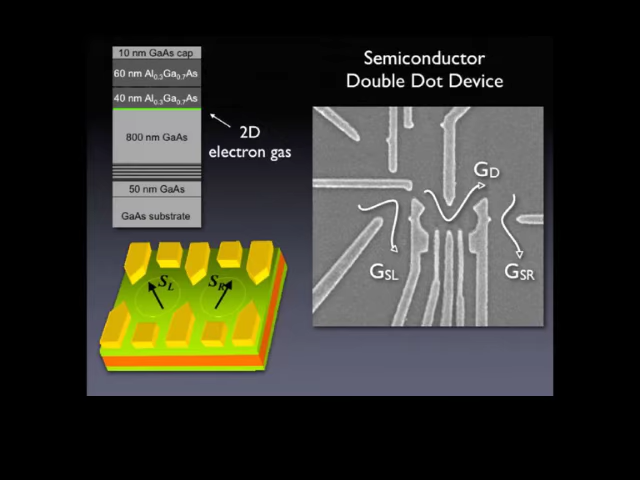 10 nm GaAs cap
60 nm Al0.3Ga0.7As
40 nm Al0.3Ga0.7As
800 nm GaAs
50 nm GaAs
GaAs substrate
2D
electron gas
Semiconductor
Double Dot Device
GD
GSL
GSR
SL
SR